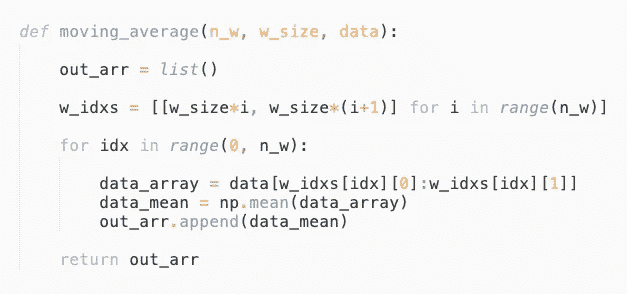 def moving_average(n_w, w_size, data):
    out_arr = list()
    w_idxs = [[w_size*i, w_size*(i+1)] for i in range(n_w)]
    for idx in range(0, n_w):
        data_array = data[w_idxs[idx][0]:w_idxs[idx][1]]
        data_mean = np.mean(data_array)
        out_arr.append(data_mean)
    return out_arr